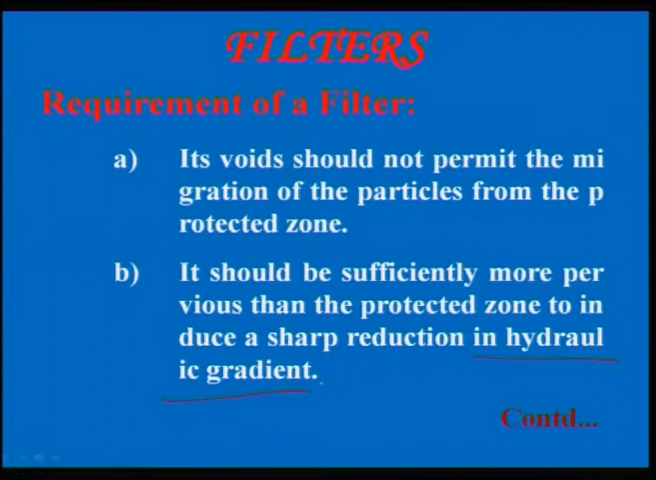 FILTERS
Requirement of a Filter:
a) Its voids should not permit the mi
gration of the particles from the p
rotected zone.
b) It should be sufficiently more per
vious than the protected zone to in
duce a sharp reduction in hydraul
ic gradient.
Contd...